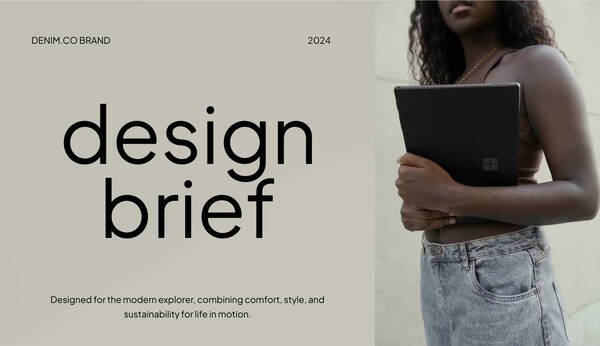 DENIM.CO BRAND
2024
design
brief
Designed for the modern explorer, combining comfort, style, and
sustainability for life in motion.